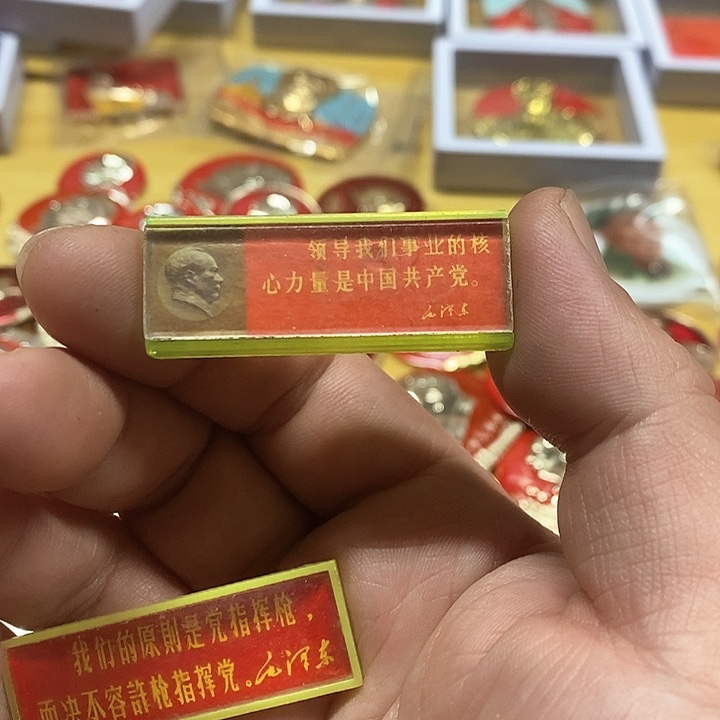 领导我们事业的核
心力量是中国共产党。
毛泽东
我们的原則是党指挥枪，
而决不容許枪指挥党。毛泽东